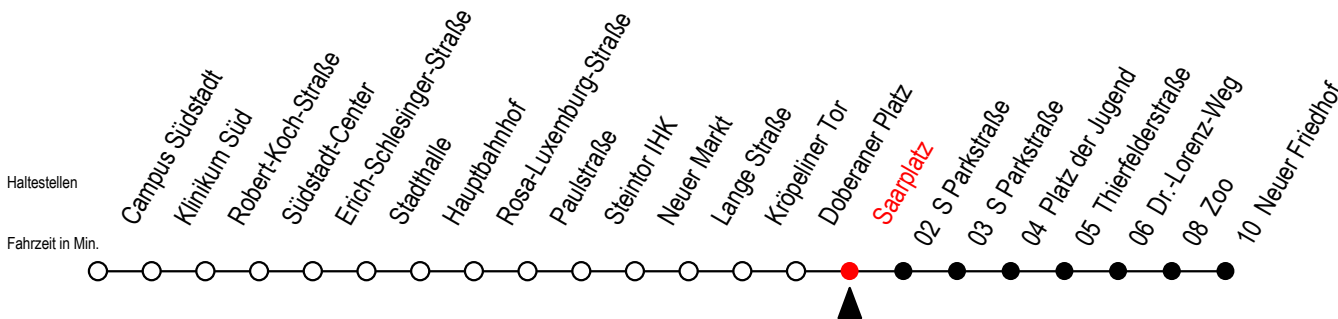 Haltestellen
Fahrzeit in Min.
Campus Südstadt
Klinikum Süd
Robert-Koch-Straße
Südstadt-Center
Erich-Schlesinger-Straße
Stadthalle
Hauptbahnhof
Rosa-Luxemburg-Straße
Paulstraße
Steintor IHK
Neuer Markt
Lange Straße
Kröpeliner Tor
Doberaner Platz
Saarplatz
02 S Parkstraße
03 S Parkstraße
04 Platz der Jugend
05 Thierfelderstraße
06 Dr.-Lorenz-Weg
08 Zoo
10 Neuer Friedhof